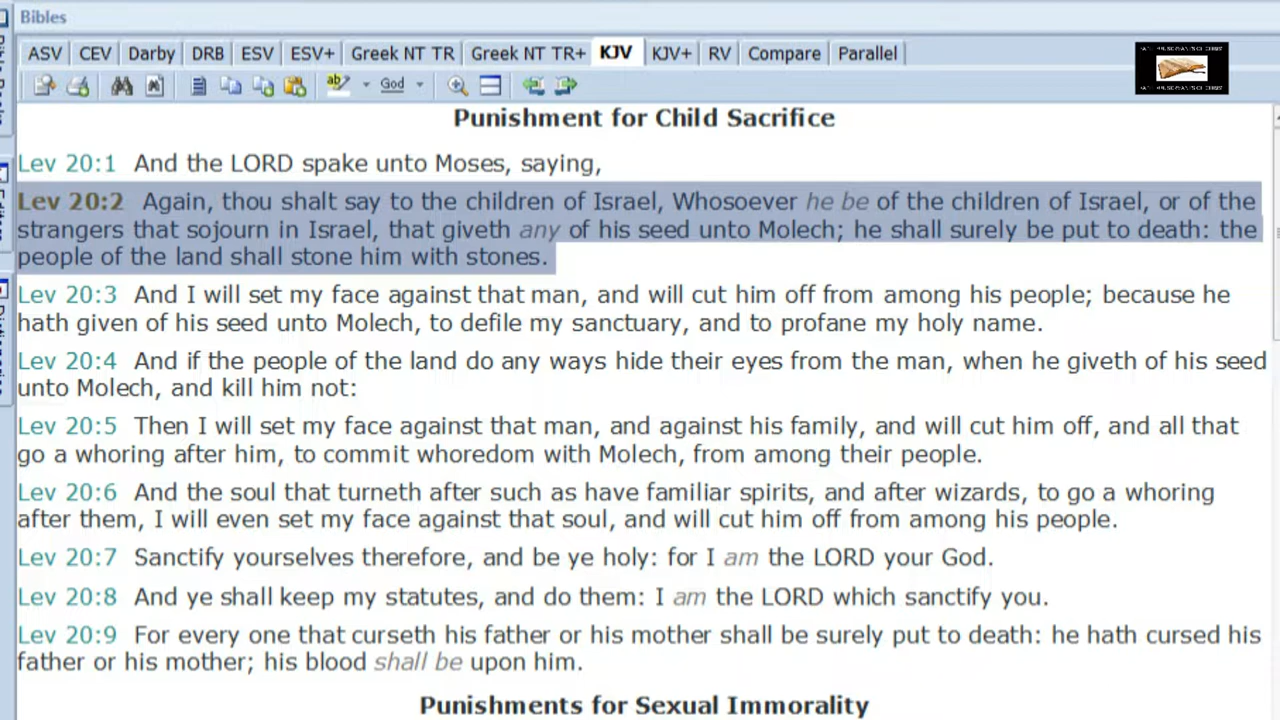 Bibles
ASV CEV Darby DRB ESV ESV+ Greek NT TR Greek NT TR+ KJV KJV+ RV Compare Parallel
God
Punishment for Child Sacrifice
Lev 20:1 And the LORD spake unto Moses, saying,
Lev 20:2 Again, thou shalt say to the children of Israel, Whosoever he be of the children of Israel, or of the
strangers that sojourn in Israel, that giveth any of his seed unto Molech; he shall surely be put to death: the
people of the land shall stone him with stones.
Lev 20:3 And I will set my face against that man, and will cut him off from among his people; because he
hath given of his seed unto Molech, to defile my sanctuary, and to profane my holy name.
Lev 20:4 And if the people of the land do any ways hide their eyes from the man, when he giveth of his seed
unto Molech, and kill him not:
Lev 20:5 Then I will set my face against that man, and against his family, and will cut him off, and all that
go a whoring after him, to commit whoredom with Molech, from among their people.
Lev 20:6 And the soul that turneth after such as have familiar spirits, and after wizards, to go a whoring
after them, I will even set my face against that soul, and will cut him off from among his people.
Lev 20:7 Sanctify yourselves therefore, and be ye holy: for I am the LORD your God.
Lev 20:8 And ye shall keep my statutes, and do them: I am the LORD which sanctify you.
Lev 20:9 For every one that curseth his father or his mother shall be surely put to death: he hath cursed his
father or his mother; his blood shall be upon him.
Punishments for Sexual Immorality